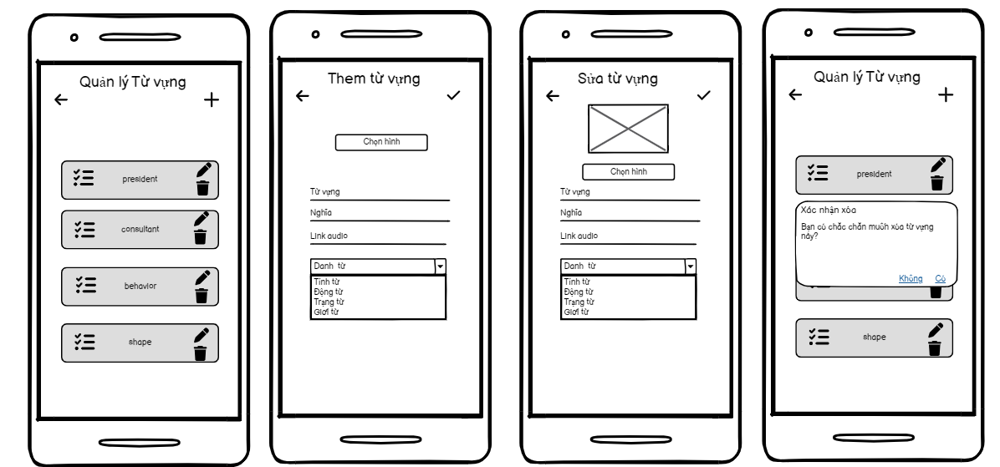 Quản lý Từ vựng
president
consultant
behavior
shape
Them từ vựng
Chọn hình
Từ vựng
Nghĩa
Link audio
Danh từ
Tính từ
Động từ
Trạng từ
Giơi từ
Sửa từ vựng
Chọn hình
Từ vựng
Nghĩa
Link audio
Danh từ
Tính từ
Động từ
Trạng từ
Giơi từ
Quản lý Từ vựng
president
Xác nhận xóa
Bạn có chắc chắn muốn xóa từ vựng
này?
Không Có
shape